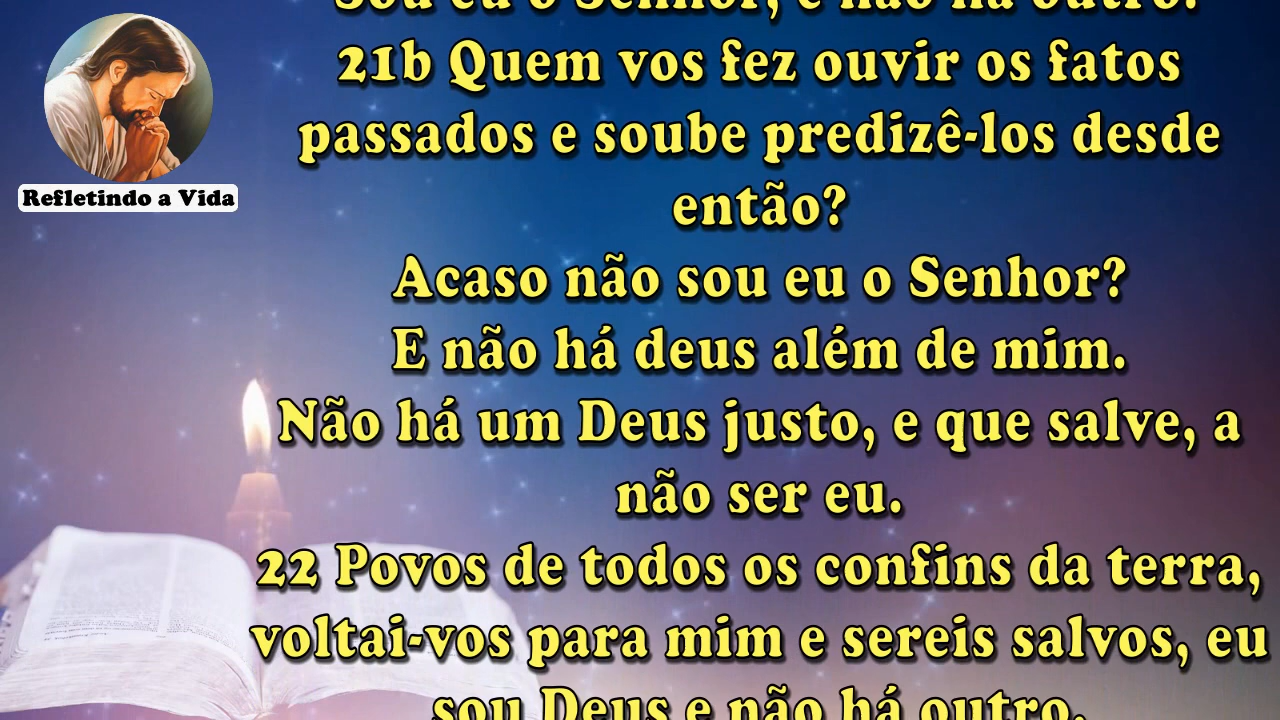 Sou eu o Senhor, e não há outro.
21b Quem vos fez ouvir os fatos
passados e soube predizê-los desde
então?
Acaso não sou eu o Senhor?
E não há deus além de mim.
Não há um Deus justo, e que salve, a
não ser eu.
22 Povos de todos os confins da terra,
voltai-vos para mim e sereis salvos, eu
sou Deus e não há outro.
Refletindo a Vida